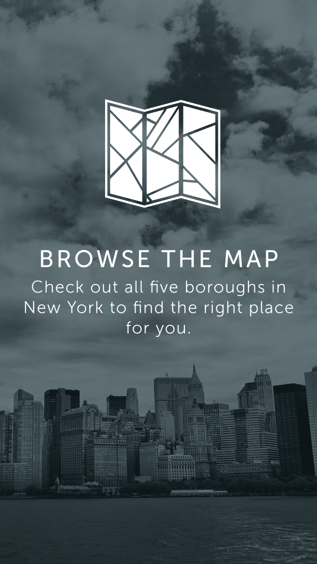 BROWSE THE MAP
Check out all five boroughs in
New York to find the right place
for you.